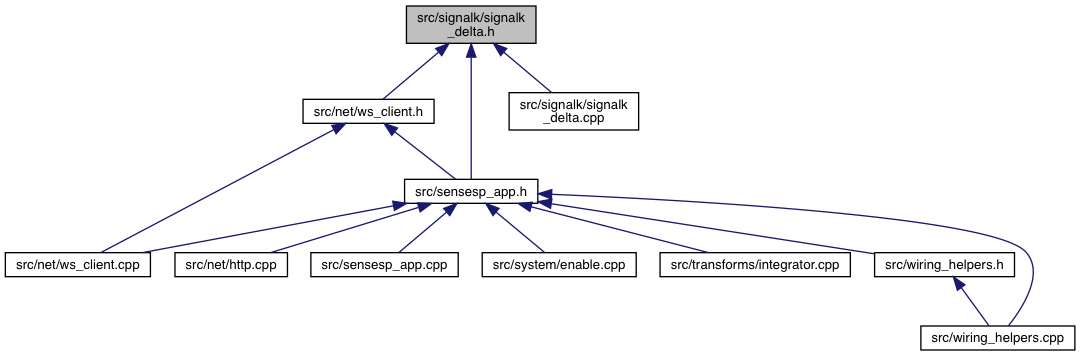 src/signalk/signalk
_delta.h
src/net/ws_client.h
src/signalk/signalk
_delta.cpp
src/sensesp_app.h
src/net/ws_client.cpp
src/net/http.cpp
src/sensesp_app.cpp
src/system/enable.cpp
src/transforms/integrator.cpp
src/wiring_helpers.h
src/wiring_helpers.cpp